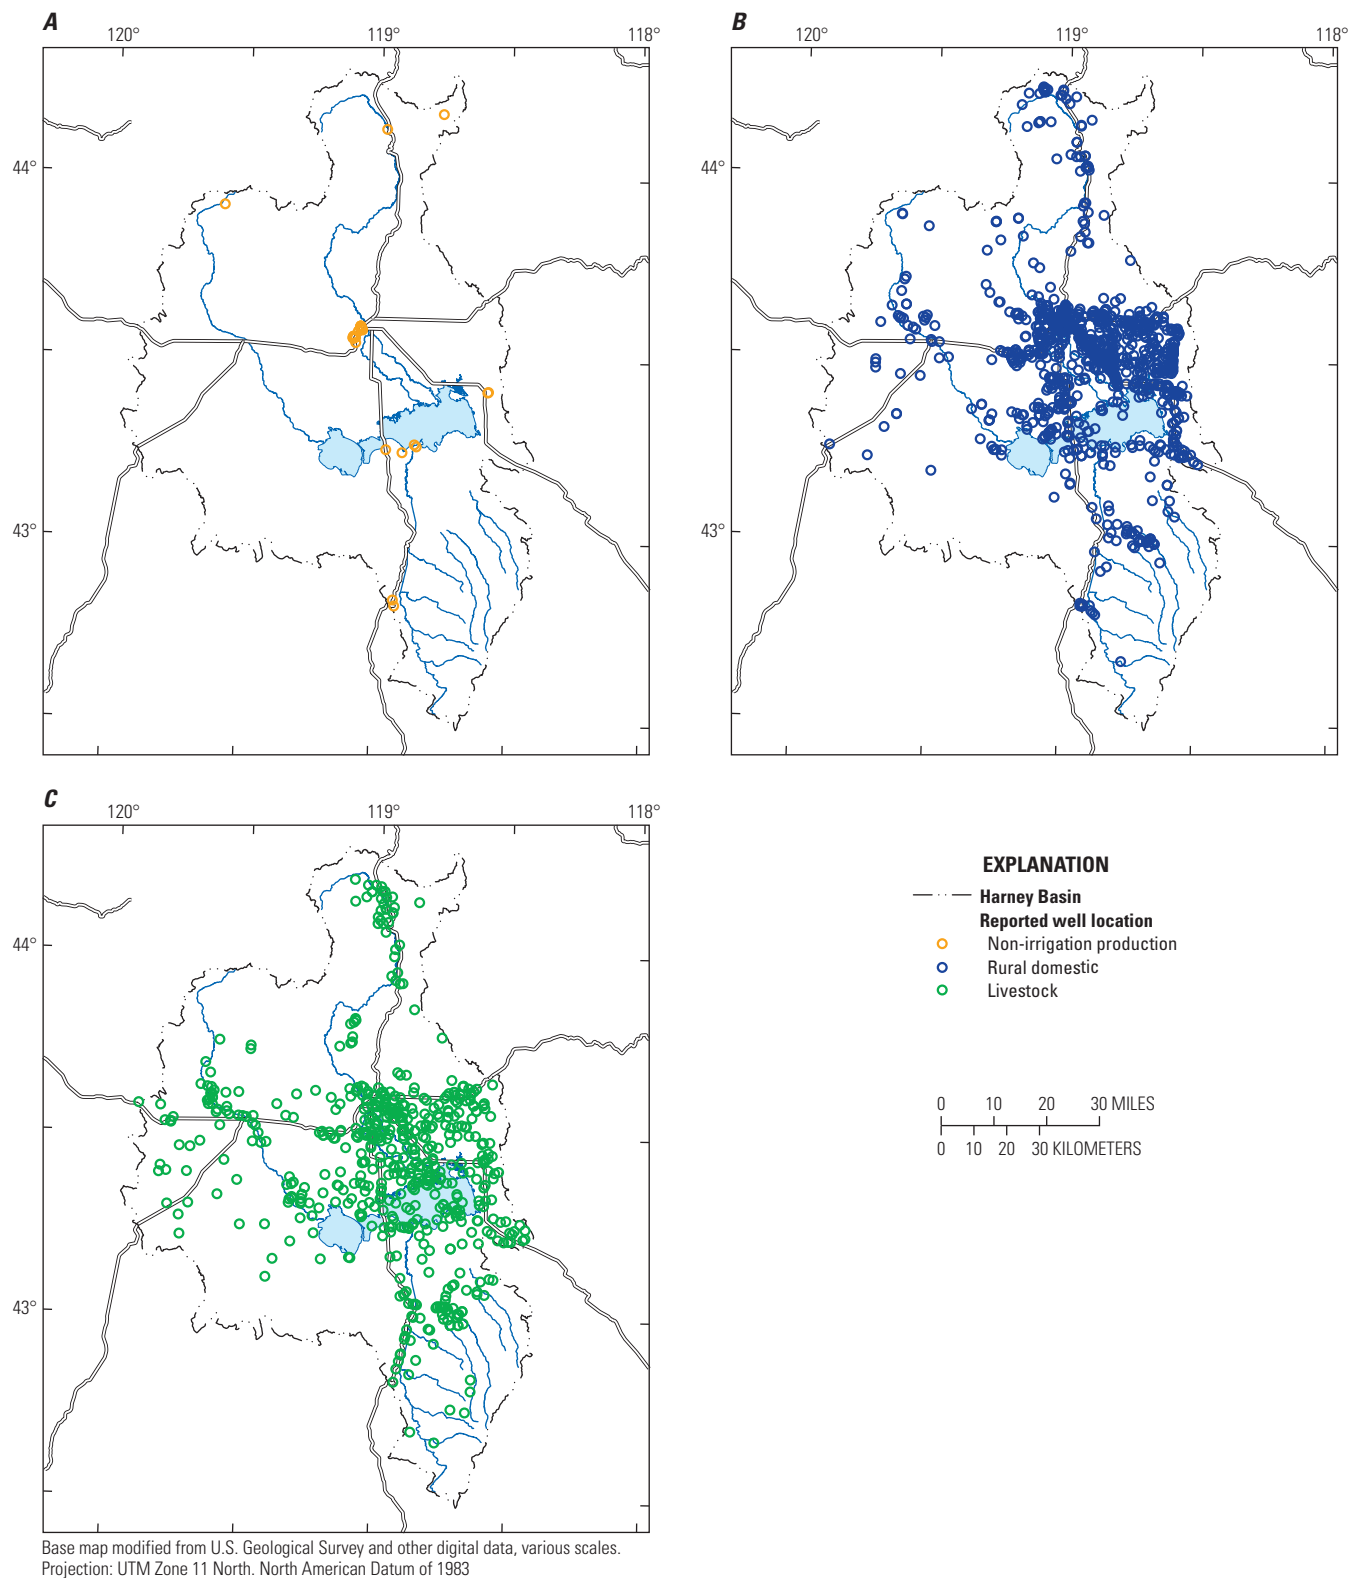 A
120°
119°
118°
44°
43°
B
120°
119°
118°
44°
43°
C
120°
119°
118°
44°
43°
EXPLANATION
Harney Basin
Reported well location
Non-irrigation production
Rural domestic
Livestock
0 10 20 30 MILES
0 10 20 30 KILOMETERS
Base map modified from U.S. Geological Survey and other digital data, various scales.
Projection: UTM Zone 11 North. North American Datum of 1983